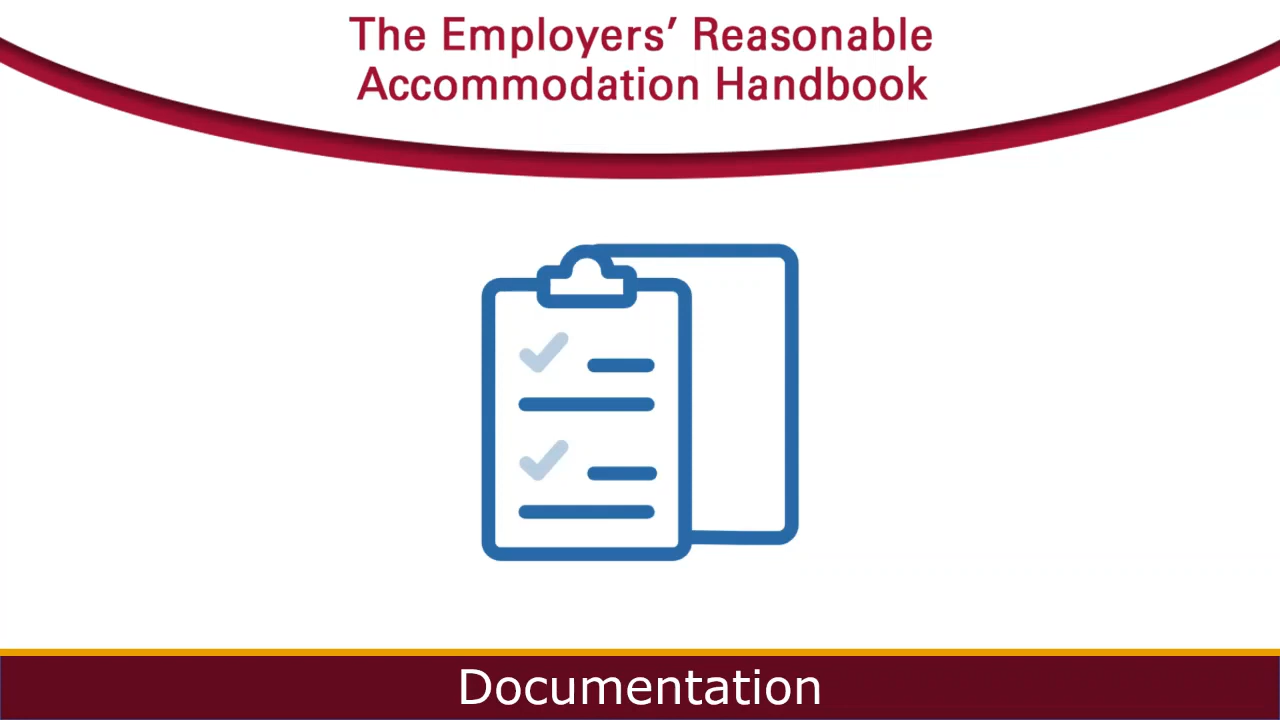 The Employers’ Reasonable
Accommodation Handbook
Documentation